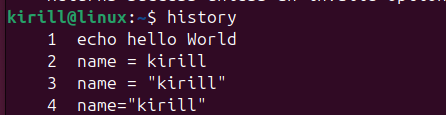 kirill@linux:~$ history
1 echo hello World
2 name = kirill
3 name = "kirill"
4 name="kirill"